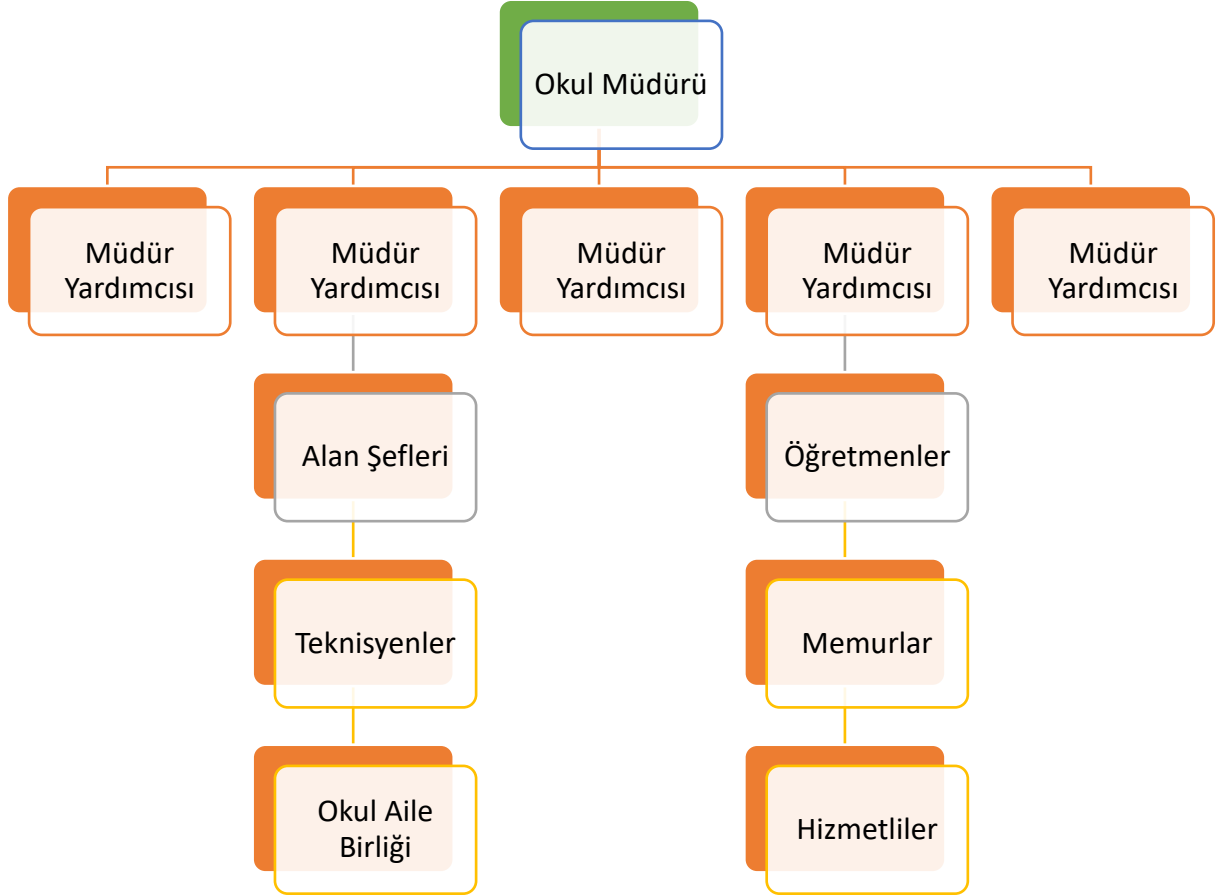 Okul Müdürü
Müdür
Yardımcısı
Müdür
Yardımcısı
Müdür
Yardımcısı
Müdür
Yardımcısı
Müdür
Yardımcısı
Alan Şefleri
Öğretmenler
Teknisyenler
Memurlar
Okul Aile
Birliği
Hizmetliler